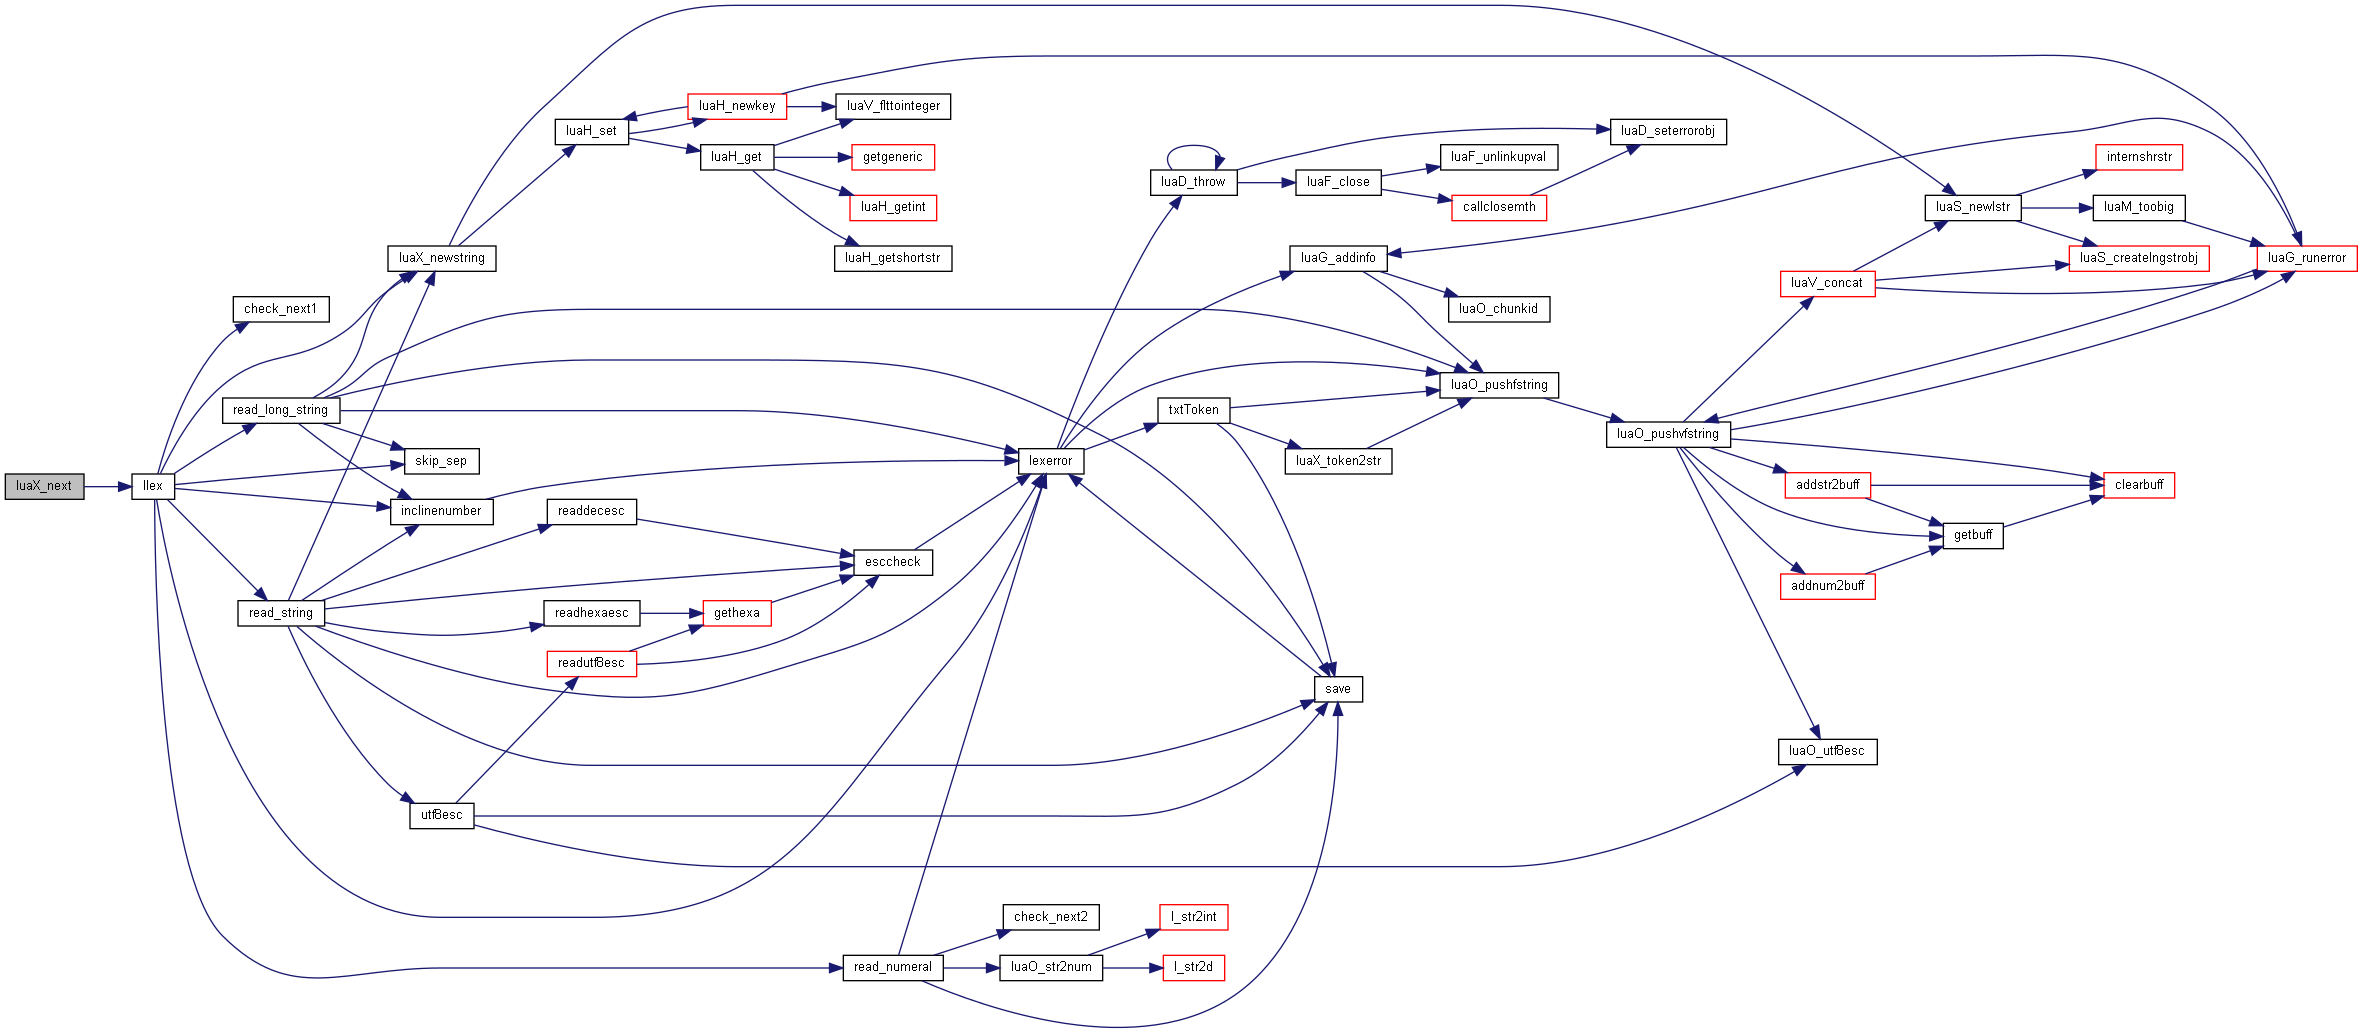 luaX_next
llex
check_next1
read_long_string
read_string
luaX_newstring
skip_sep
inclinenumber
utf8esc
luaH_set
readdecesc
readhexaesc
readutf8esc
luaH_newkey
luaH_get
gethexa
luaV_flttointeger
getgeneric
luaH_getint
luaH_getshortstr
esccheck
read_numeral
lexerror
check_next2
luaO_str2num
luaD_throw
txtToken
l_str2int
l_str2d
luaF_close
luaG_addinfo
luaX_token2str
save
luaF_unlinkupval
callclosemth
luaO_chunkid
luaO_pushfstring
luaD_seterrorobj
luaO_pushvfstring
luaV_concat
addstr2buff
addnum2buff
luaO_utf8esc
luaS_newlstr
getbuff
internshrstr
luaM_toobig
luaS_createlngstrobj
clearbuff
luaG_runerror